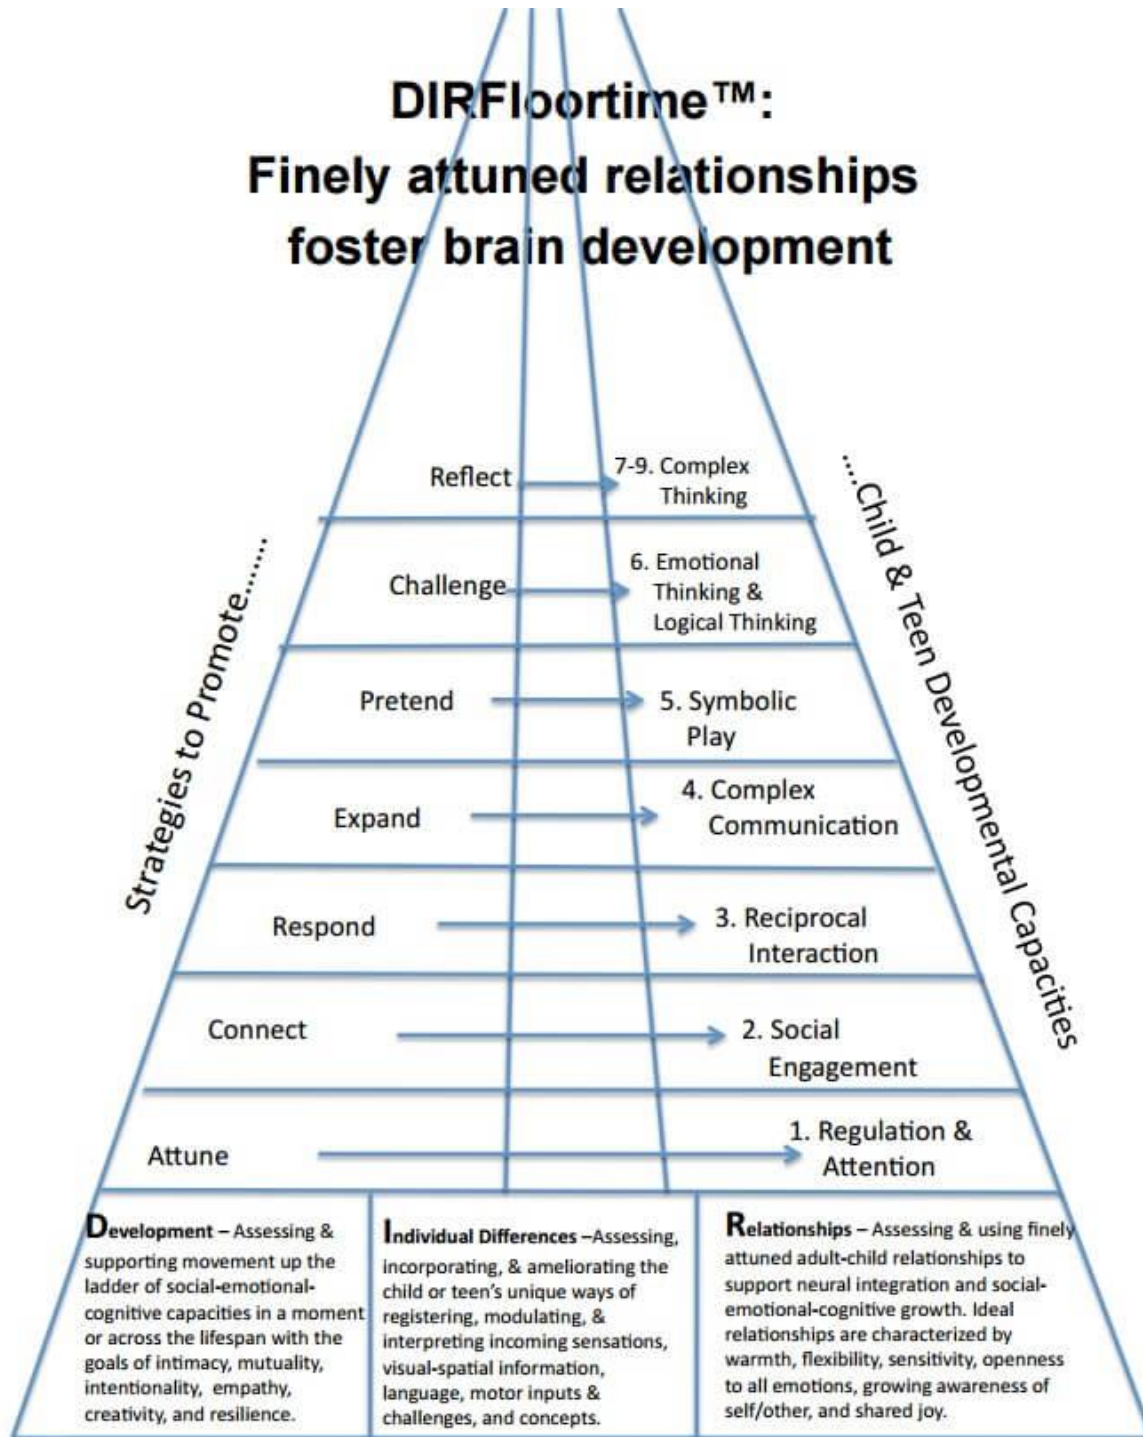 DIRFloortime™:
Finely attuned relationships
foster brain development
Strategies to Promote.......
....Child & Teen Developmental Capacities
Reflect
7-9. Complex
Thinking
Challenge
6. Emotional
Thinking &
Logical Thinking
Pretend
5. Symbolic
Play
Expand
4. Complex
Communication
Respond
3. Reciprocal
Interaction
Connect
2. Social
Engagement
Attune
1. Regulation &
Attention
Development – Assessing &
supporting movement up the
ladder of social-emotional-
cognitive capacities in a moment
or across the lifespan with the
goals of intimacy, mutuality,
intentionality, empathy,
creativity, and resilience.
Individual Differences –Assessing,
incorporating, & ameliorating the
child or teen's unique ways of
registering, modulating, &
interpreting incoming sensations,
visual-spatial information,
language, motor inputs &
challenges, and concepts.
Relationships – Assessing & using finely
attuned adult-child relationships to
support neural integration and social-
emotional-cognitive growth. Ideal
relationships are characterized by
warmth, flexibility, sensitivity, openness
to all emotions, growing awareness of
self/other, and shared joy.